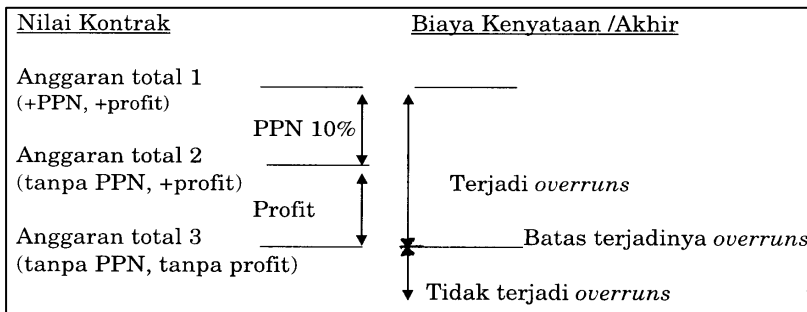 Nilai Kontrak
Biaya Kenyataan /Akhir
Anggaran total 1
(+PPN, +profit)
PPN 10%
Anggaran total 2
(tanpa PPN, +profit)
Terjadi overruns
Profit
Anggaran total 3
(tanpa PPN, tanpa profit)
Batas terjadinya overruns
Tidak terjadi overruns